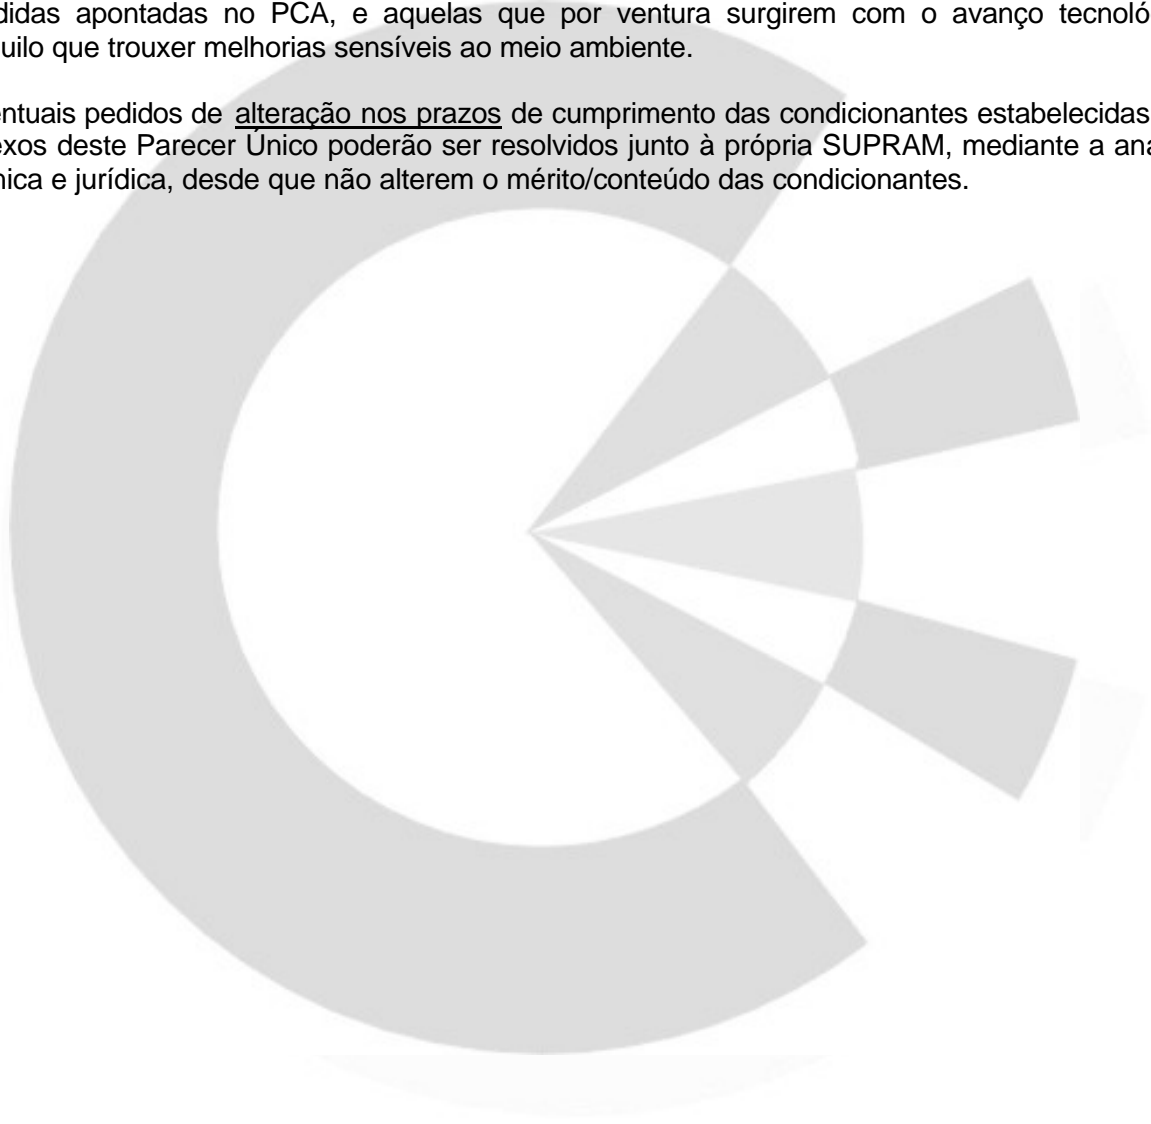 didas apontadas no PCA, e aquelas que por ventura surgirem com o avanço tecnoló
uilo que trouxer melhorias sensíveis ao meio ambiente.
entuais pedidos de alteração nos prazos de cumprimento das condicionantes estabelecidas
exos deste Parecer Único poderão ser resolvidos junto à própria SUPRAM, mediante a aná
nica e jurídica, desde que não alterem o mérito/conteúdo das condicionantes.